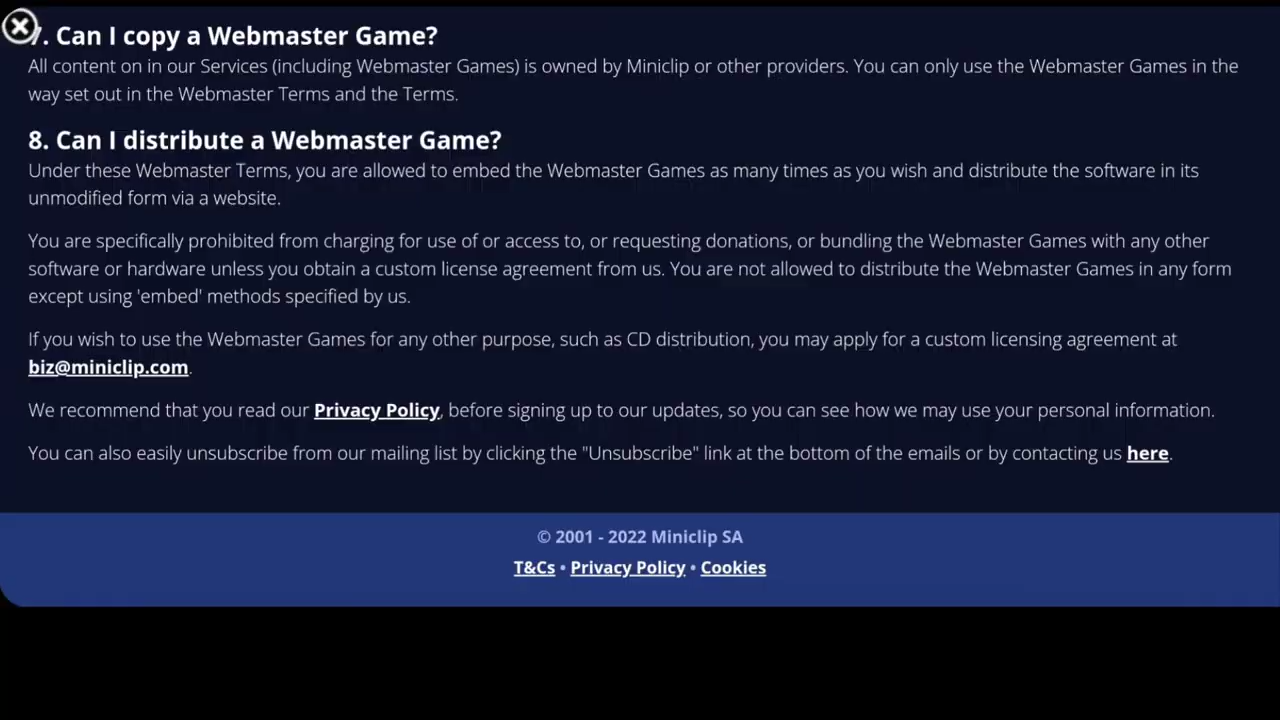 7. Can I copy a Webmaster Game?
All content on in our Services (including Webmaster Games) is owned by Miniclip or other providers. You can only use the Webmaster Games in the
way set out in the Webmaster Terms and the Terms.
8. Can I distribute a Webmaster Game?
Under these Webmaster Terms, you are allowed to embed the Webmaster Games as many times as you wish and distribute the software in its
unmodified form via a website.
You are specifically prohibited from charging for use of or access to, or requesting donations, or bundling the Webmaster Games with any other
software or hardware unless you obtain a custom license agreement from us. You are not allowed to distribute the Webmaster Games in any form
except using 'embed' methods specified by us.
If you wish to use the Webmaster Games for any other purpose, such as CD distribution, you may apply for a custom licensing agreement at
biz@miniclip.com.
We recommend that you read our Privacy Policy, before signing up to our updates, so you can see how we may use your personal information.
You can also easily unsubscribe from our mailing list by clicking the "Unsubscribe" link at the bottom of the emails or by contacting us here.
© 2001 - 2022 Miniclip SA
T&Cs • Privacy Policy • Cookies